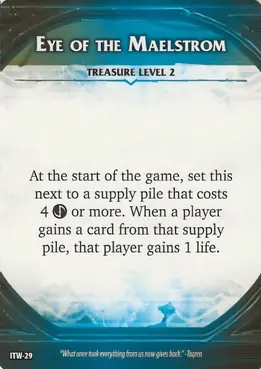 EYE OF THE MAELSTROM
TREASURE LEVEL 2
At the start of the game, set this
next to a supply pile that costs
4 or more. When a player
gains a card from that supply
pile, that player gains 1 life.
ITW-29
"What once took everything from us now gives back." -Taqren